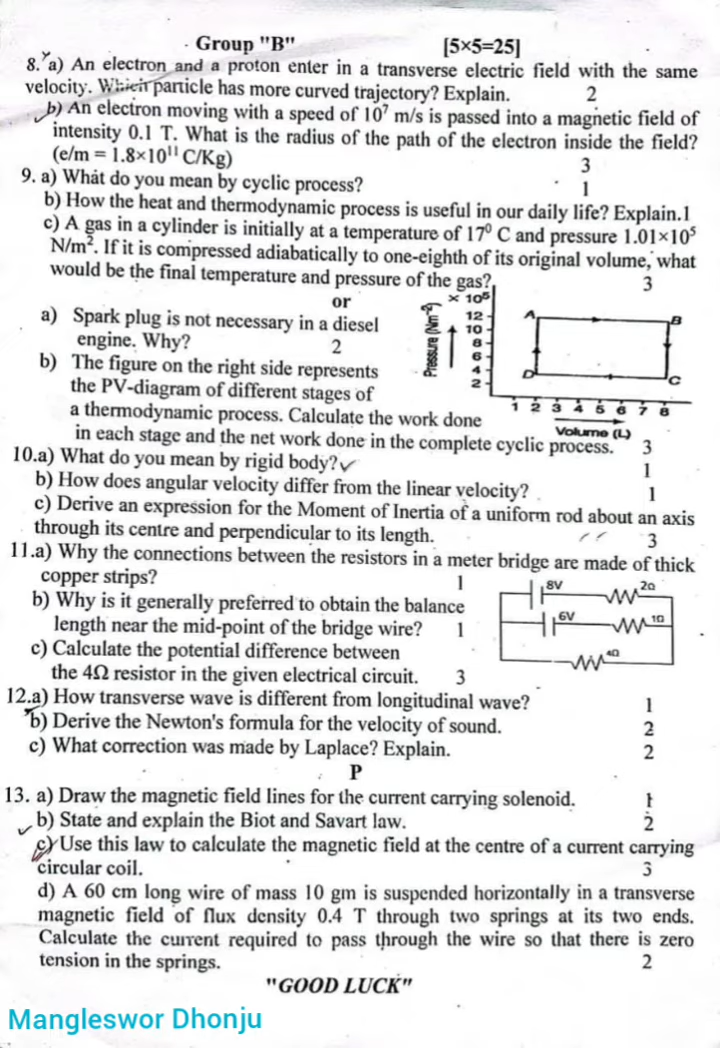 Group "B" [5×5=25]
8. a) An electron and a proton enter in a transverse electric field with the same
velocity. Which particle has more curved trajectory? Explain. 2
b) An electron moving with a speed of 10⁷ m/s is passed into a magnetic field of
intensity 0.1 T. What is the radius of the path of the electron inside the field?
(e/m = 1.8×10¹¹ C/Kg) 3
9. a) What do you mean by cyclic process? 1
b) How the heat and thermodynamic process is useful in our daily life? Explain.1
c) A gas in a cylinder is initially at a temperature of 17⁰ C and pressure 1.01×10⁵
N/m². If it is compressed adiabatically to one-eighth of its original volume, what
would be the final temperature and pressure of the gas? 3
or
a) Spark plug is not necessary in a diesel
engine. Why? 2
b) The figure on the right side represents
the PV-diagram of different stages of
a thermodynamic process. Calculate the work done
in each stage and the net work done in the complete cyclic process. 3
Pressure (Nm⁻²)
× 10⁵
12
10
8
6
4
2
A B
D C
1 2 3 4 5 6 7 8
Volume (L)
10.a) What do you mean by rigid body? 1
b) How does angular velocity differ from the linear velocity? 1
c) Derive an expression for the Moment of Inertia of a uniform rod about an axis
through its centre and perpendicular to its length. 3
11.a) Why the connections between the resistors in a meter bridge are made of thick
copper strips? 1
b) Why is it generally preferred to obtain the balance
length near the mid-point of the bridge wire? 1
c) Calculate the potential difference between
the 4Ω resistor in the given electrical circuit. 3
8V 2Ω
6V 1Ω
4Ω
12.a) How transverse wave is different from longitudinal wave? 1
b) Derive the Newton's formula for the velocity of sound. 2
c) What correction was made by Laplace? Explain. 2
P
13. a) Draw the magnetic field lines for the current carrying solenoid. 1
b) State and explain the Biot and Savart law. 2
c) Use this law to calculate the magnetic field at the centre of a current carrying
circular coil. 3
d) A 60 cm long wire of mass 10 gm is suspended horizontally in a transverse
magnetic field of flux density 0.4 T through two springs at its two ends.
Calculate the current required to pass through the wire so that there is zero
tension in the springs. 2
"GOOD LUCK"
Mangleswor Dhonju